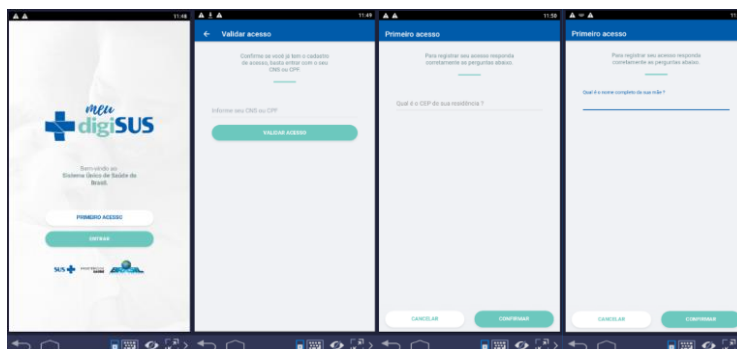 11:48
meu
digiSUS
Bem-vindo ao
Sistema Único de Saúde do
Brasil.
PRIMEIRO ACESSO
ENTRAR
SUS
11:49
Validar acesso
Confirme se você já tem o cadastro
de acesso, basta entrar com o seu
CNS ou CPF.
Informe seu CNS ou CPF
VALIDAR ACESSO
11:50
Primeiro acesso
Para registrar seu acesso responda
corretamente as perguntas abaixo.
Qual é o CEP de sua residência ?
CANCELAR
CONFIRMAR
Primeiro acesso
Para registrar seu acesso responda
corretamente as perguntas abaixo.
Qual é o nome completo da sua mãe ?
CANCELAR
CONFIRMAR